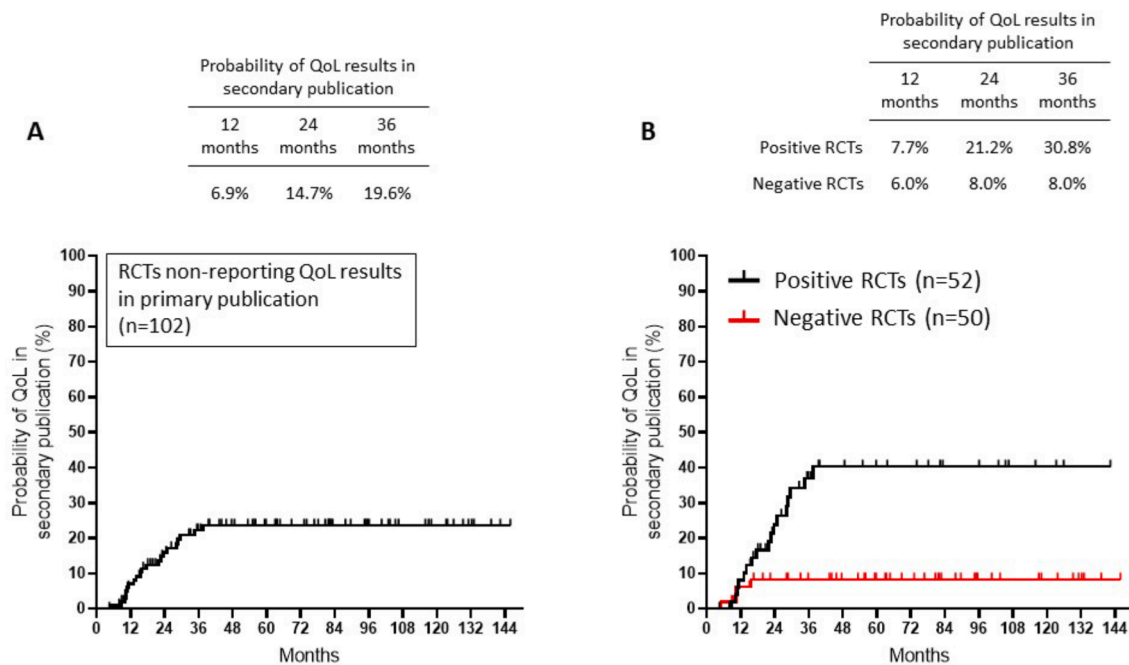 A
Probability of QoL results in
secondary publication
12
months
24
months
36
months
6.9%
14.7%
19.6%
RCTs non-reporting QoL results
in primary publication
(n=102)
Probability of QoL in
secondary publication (%)
100
90
80
70
60
50
40
30
20
10
0
0 12 24 36 48 60 72 84 96 108 120 132 144
Months
B
Probability of QoL results in
secondary publication
12
months
24
months
36
months
Positive RCTs 7.7% 21.2% 30.8%
Negative RCTs 6.0% 8.0% 8.0%
Positive RCTs (n=52)
Negative RCTs (n=50)
Probability of QoL in
secondary publication (%)
100
90
80
70
60
50
40
30
20
10
0
0 12 24 36 48 60 72 84 96 108 120 132 144
Months